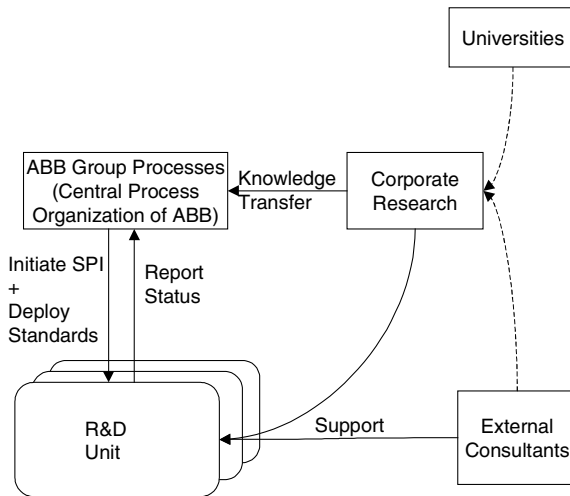 Universities
ABB Group Processes
(Central Process
Organization of ABB)
Knowledge
Transfer
Corporate
Research
Initiate SPI
+
Deploy
Standards
Report
Status
R&D
Unit
Support
External
Consultants